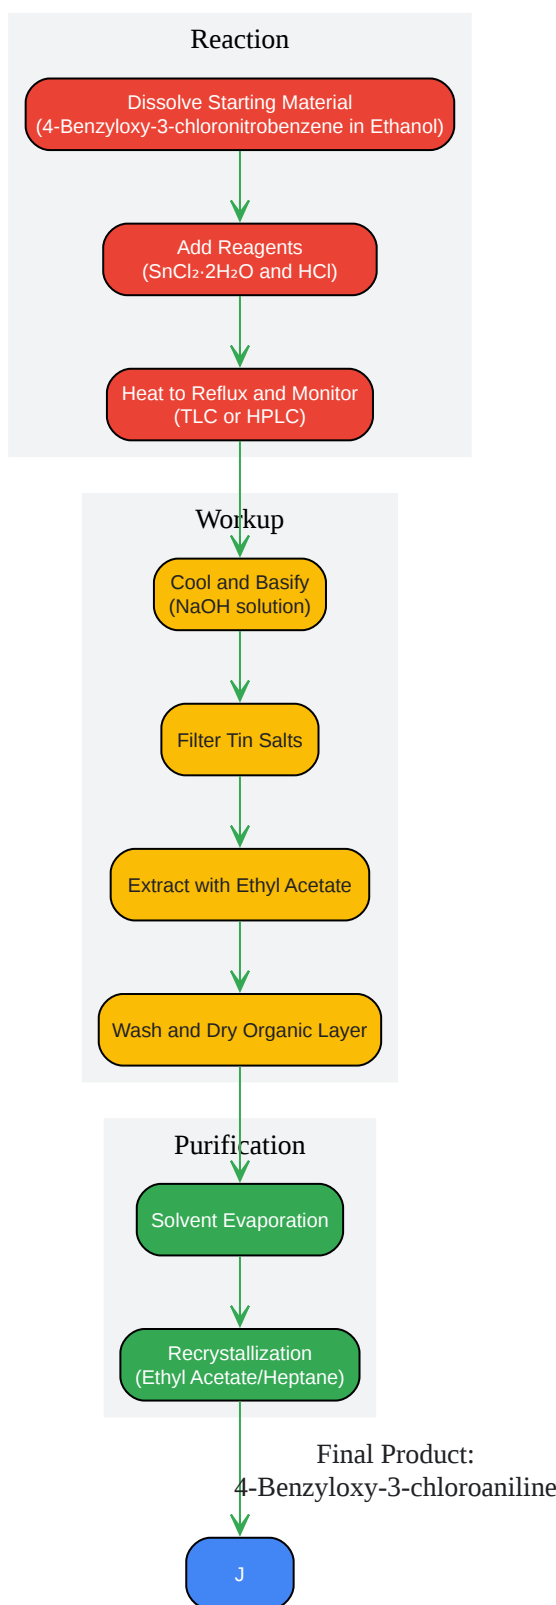 Reaction
Dissolve Starting Material
(4-Benzyloxy-3-chloronitrobenzene in Ethanol)
Add Reagents
(SnCl₂·2H₂O and HCl)
Heat to Reflux and Monitor
(TLC or HPLC)
Workup
Cool and Basify
(NaOH solution)
Filter Tin Salts
Extract with Ethyl Acetate
Wash and Dry Organic Layer
Purification
Solvent Evaporation
Recrystallization
(Ethyl Acetate/Heptane)
Final Product:
4-Benzyloxy-3-chloroaniline
J